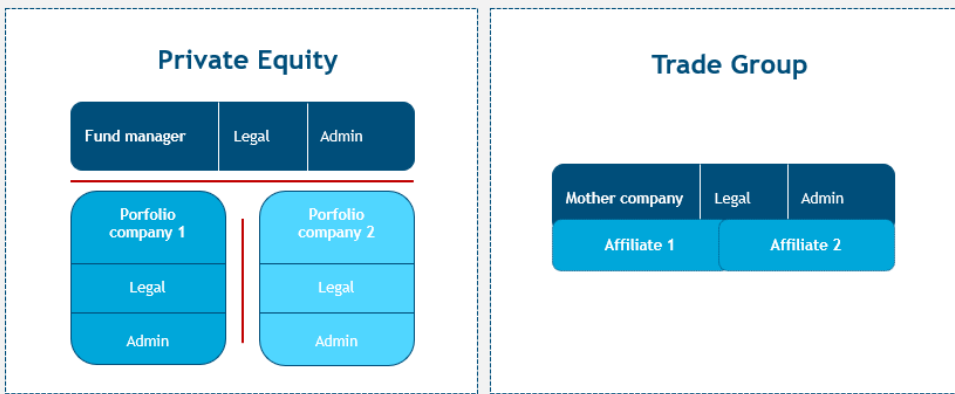 Private Equity
Fund manager
Legal
Admin
Porfolio
company 1
Legal
Admin
Porfolio
company 2
Legal
Admin
Trade Group
Mother company
Legal
Admin
Affiliate 1
Affiliate 2